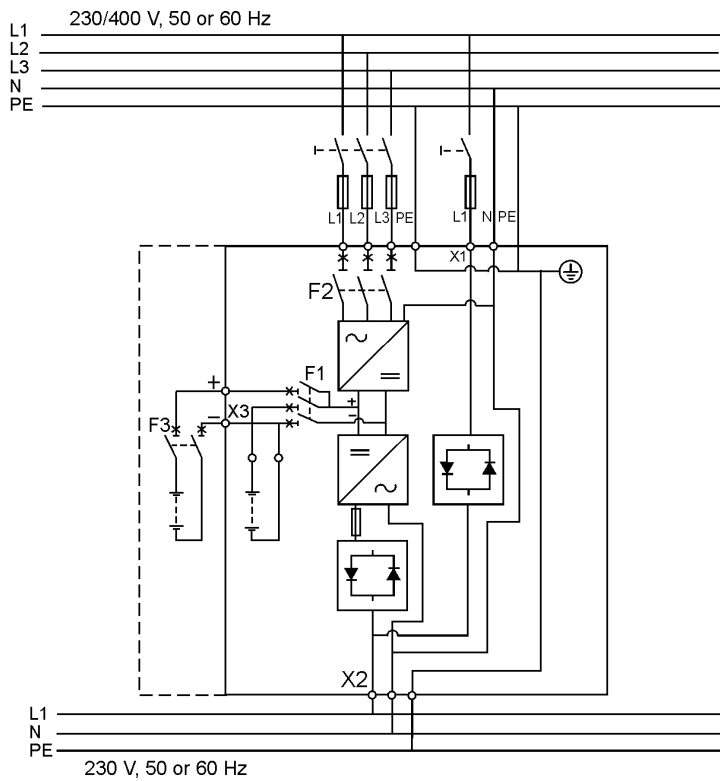 230/400 V, 50 or 60 Hz
L1
L2
L3
N
PE
L1 L2 L3 PE L1 N PE
X1
F2
F1
+
+
−
− X3
F3
X2
L1
N
PE
230 V, 50 or 60 Hz